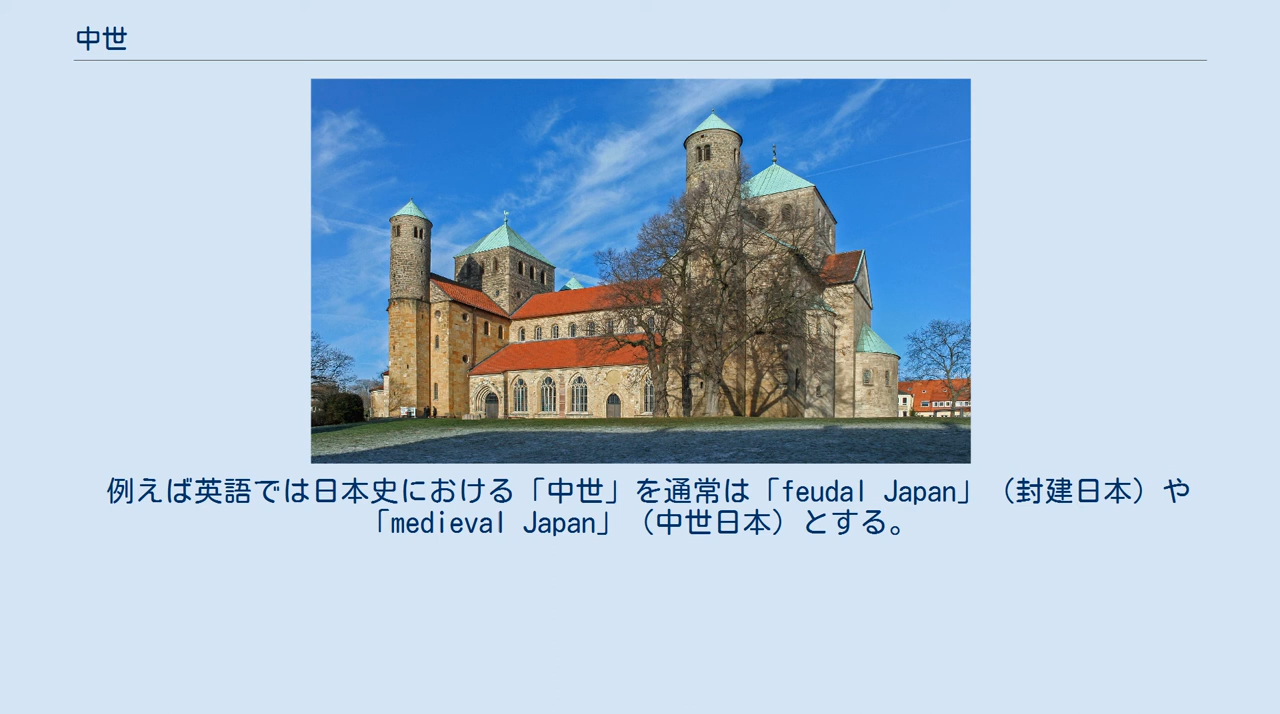 中世
例えば英語では日本史における「中世」を通常は「feudal Japan」（封建日本）や
「medieval Japan」（中世日本）とする。